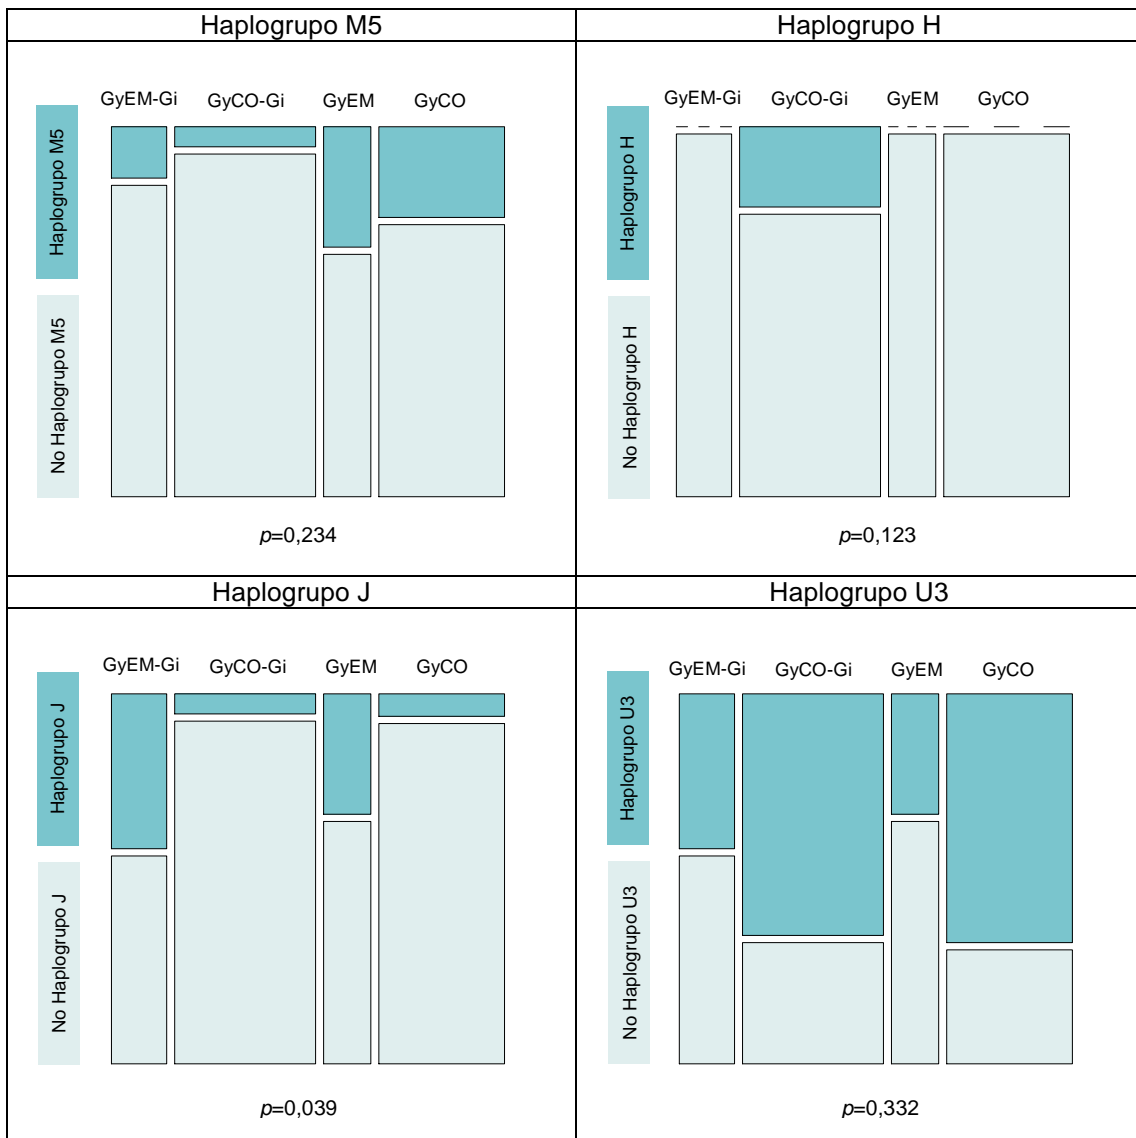 Haplogrupo M5
GyEM-Gi GyCO-Gi GyEM GyCO
Haplogrupo M5
No Haplogrupo M5
p=0,234
Haplogrupo H
GyEM-Gi GyCO-Gi GyEM GyCO
Haplogrupo H
No Haplogrupo H
p=0,123
Haplogrupo J
GyEM-Gi GyCO-Gi GyEM GyCO
Haplogrupo J
No Haplogrupo J
p=0,039
Haplogrupo U3
GyEM-Gi GyCO-Gi GyEM GyCO
Haplogrupo U3
No Haplogrupo U3
p=0,332